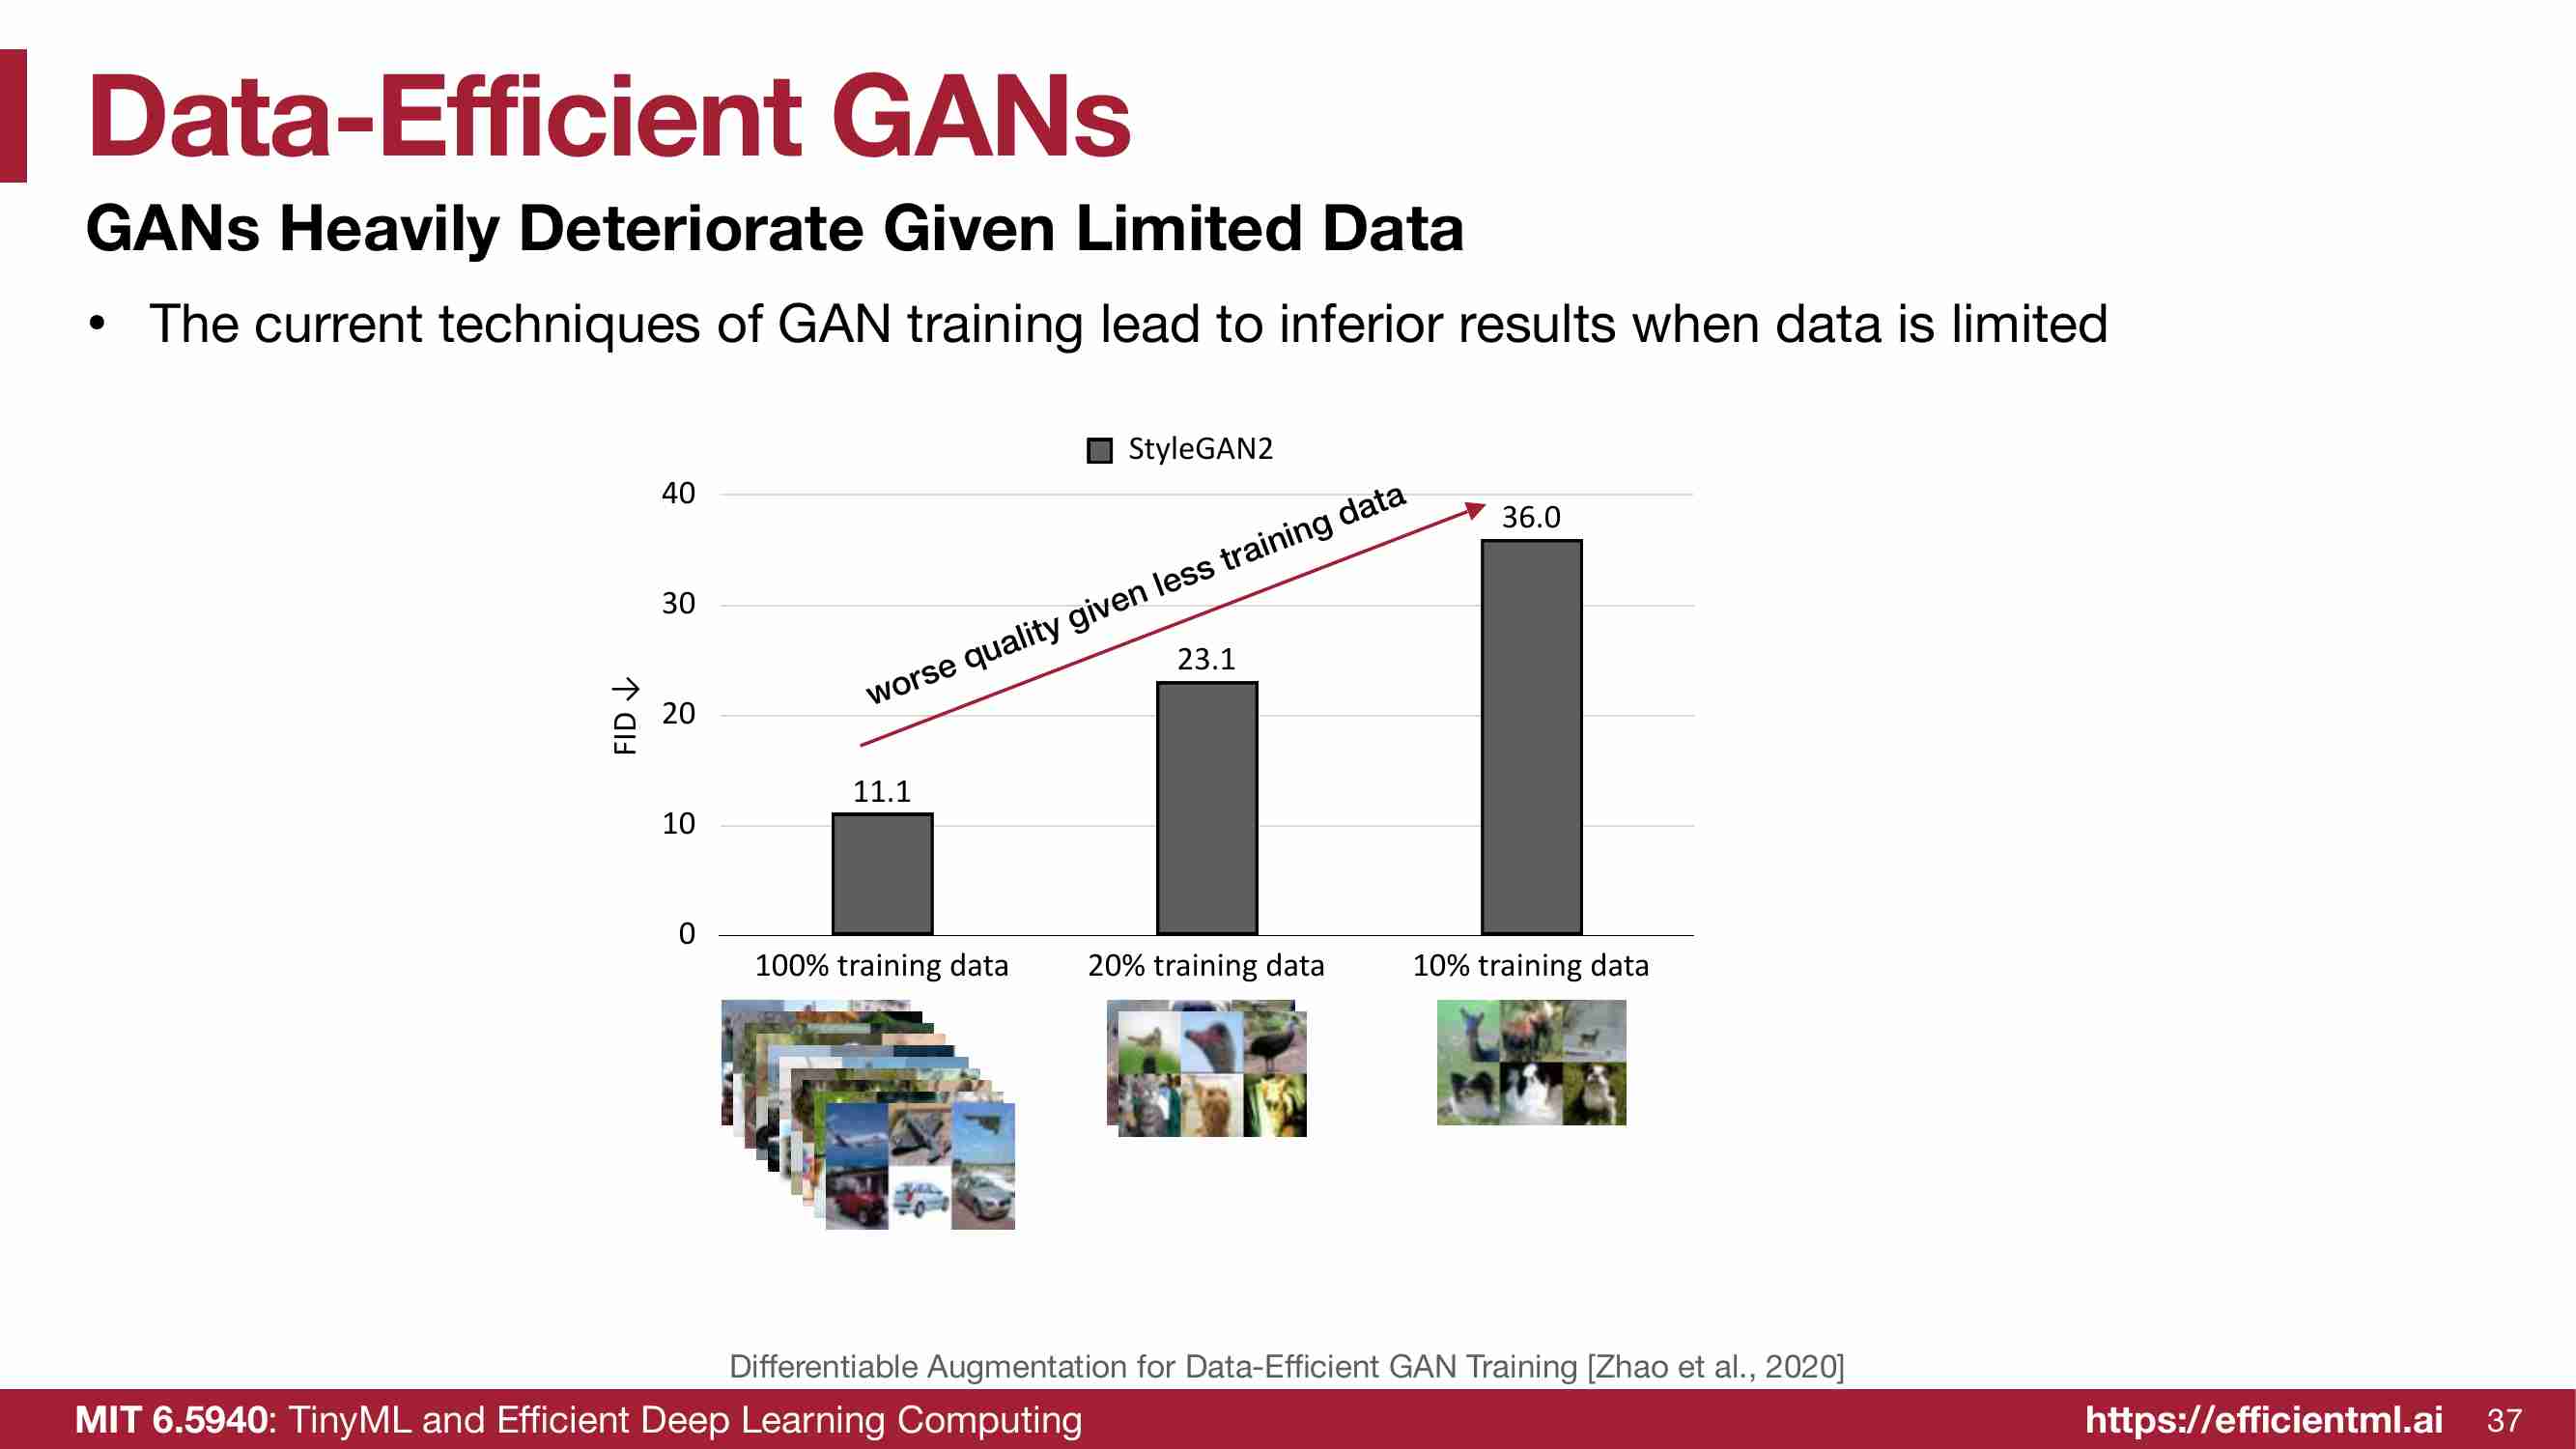 Data-Efficient GANs
GANs Heavily Deteriorate Given Limited Data
• The current techniques of GAN training lead to inferior results when data is limited
StyleGAN2
40
30
20
10
0
FID →
worse quality given less training data
11.1
23.1
36.0
100% training data
20% training data
10% training data
Differentiable Augmentation for Data-Efficient GAN Training [Zhao et al., 2020]
MIT 6.5940: TinyML and Efficient Deep Learning Computing
https://efficientml.ai
37